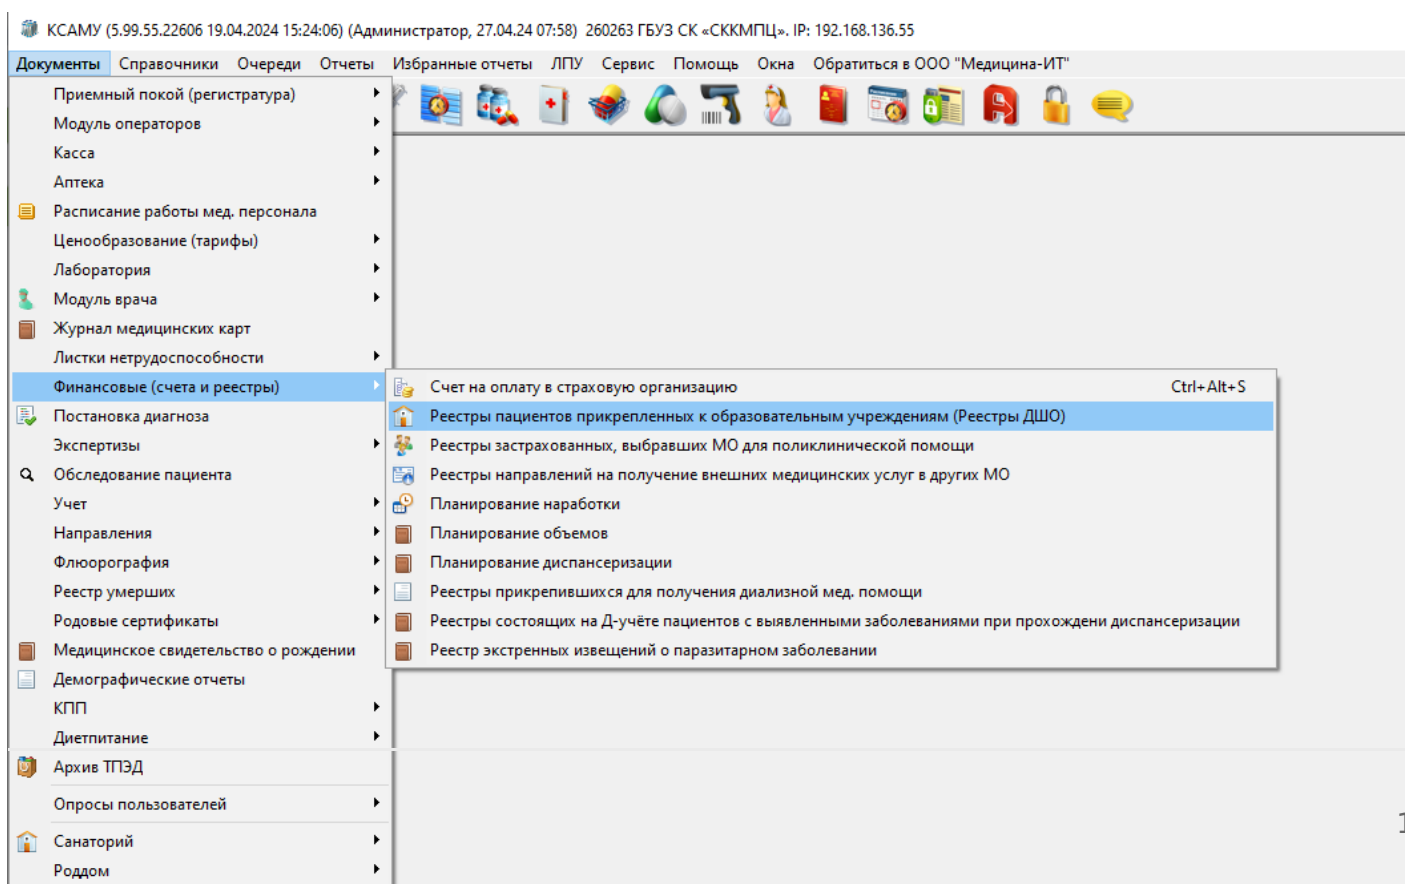 КСАМУ (5.99.55.22606 19.04.2024 15:24:06) (Администратор, 27.04.24 07:58) 260263 ГБУЗ СК «СККМПЦ». IP: 192.168.136.55
Документы Справочники Очереди Отчеты Избранные отчеты ЛПУ Сервис Помощь Окна Обратиться в ООО "Медицина-ИТ"
Приемный покой (регистратура)
Модуль операторов
Касса
Аптека
Расписание работы мед. персонала
Ценообразование (тарифы)
Лаборатория
Модуль врача
Журнал медицинских карт
Листки нетрудоспособности
Финансовые (счета и реестры)
Постановка диагноза
Экспертизы
Обследование пациента
Учет
Направления
Флюорография
Реестр умерших
Родовые сертификаты
Медицинское свидетельство о рождении
Демографические отчеты
КПП
Диетпитание
Архив ТПЭД
Опросы пользователей
Санаторий
Роддом
Счет на оплату в страховую организацию Ctrl+Alt+S
Реестры пациентов прикрепленных к образовательным учреждениям (Реестры ДШО)
Реестры застрахованных, выбравших МО для поликлинической помощи
Реестры направлений на получение внешних медицинских услуг в других МО
Планирование наработки
Планирование объемов
Планирование диспансеризации
Реестры прикрепившихся для получения диализной мед. помощи
Реестры состоящих на Д-учёте пациентов с выявленными заболеваниями при прохождени диспансеризации
Реестр экстренных извещений о паразитарном заболевании
1